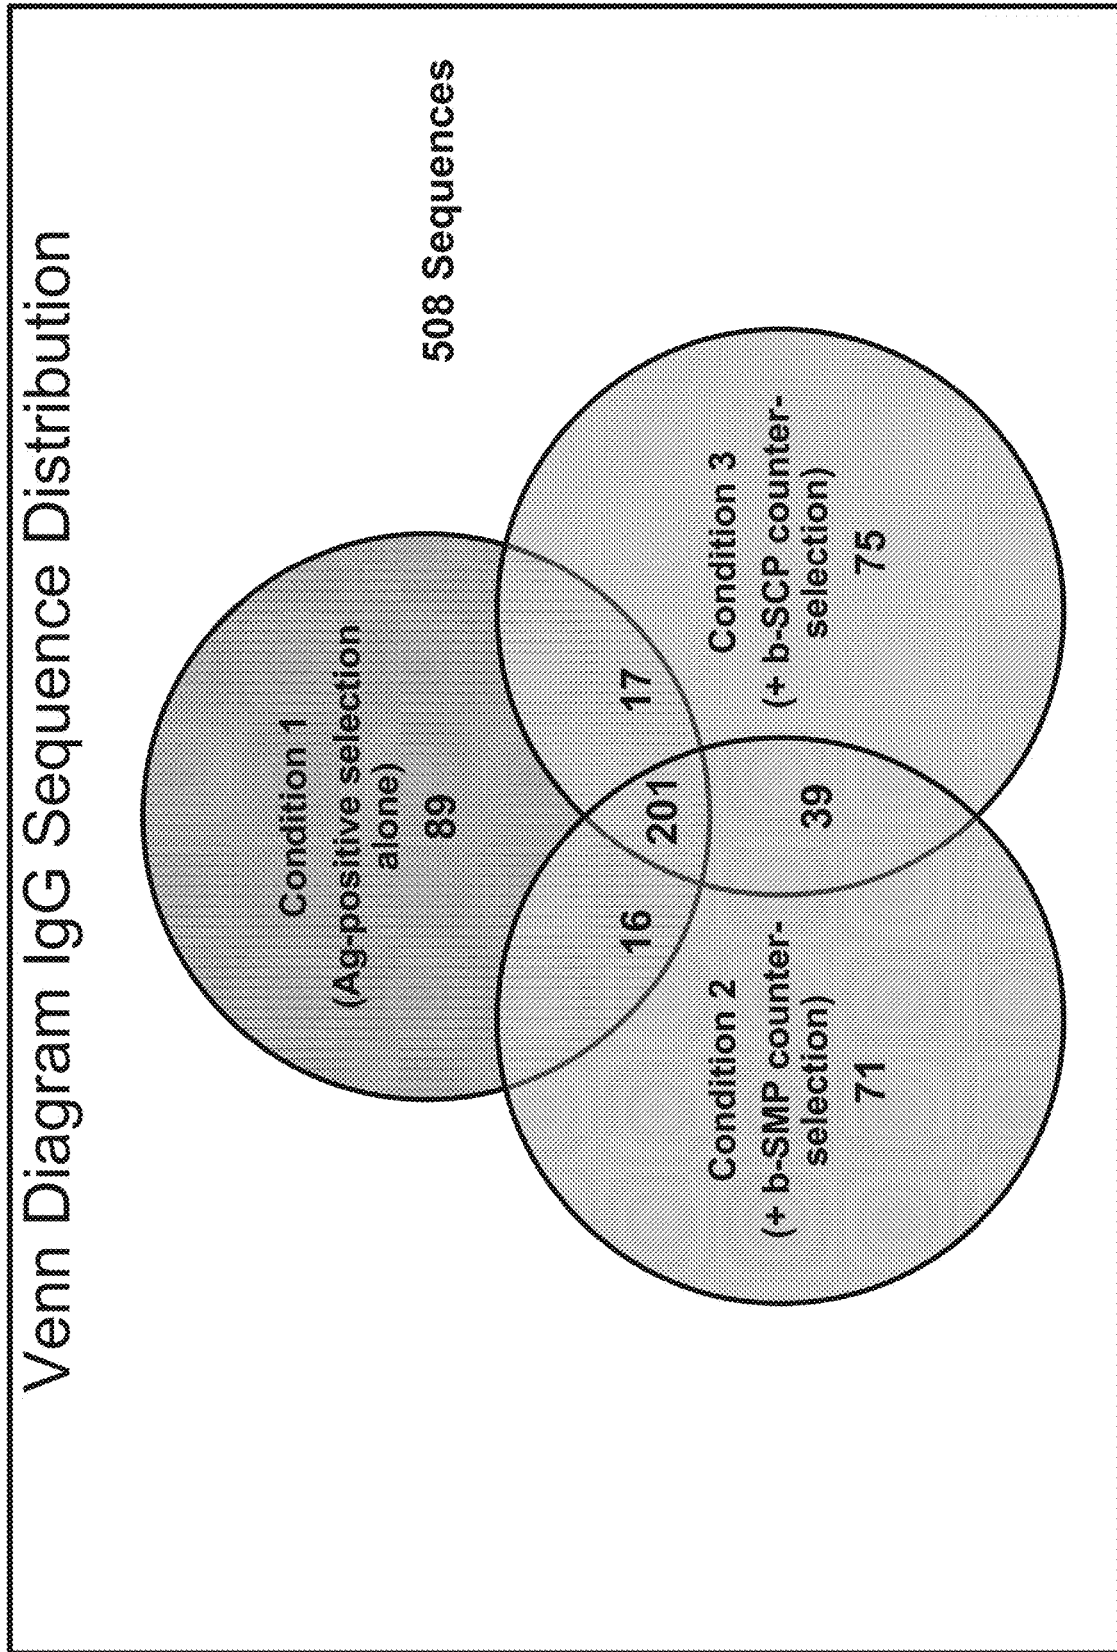 Venn Diagram IgG Sequence Distribution
508 Sequences
Condition 1
(Ag-positive selection
alone)
89
16
201
17
Condition 2
(+ b-SMP counter-
selection)
71
39
Condition 3
(+ b-SCP counter-
selection)
75